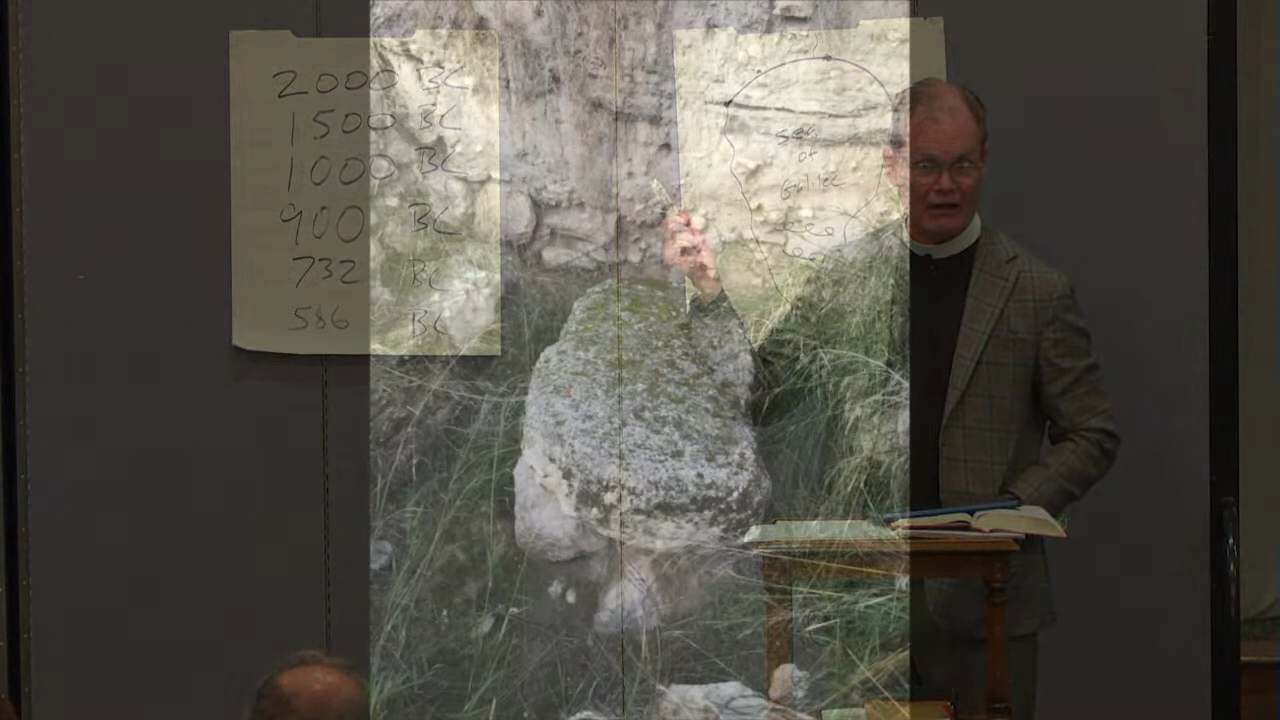 2000 BC
1500 BC
1000 BC
900 BC
732 BC
586 BC
sea
of
Galilee